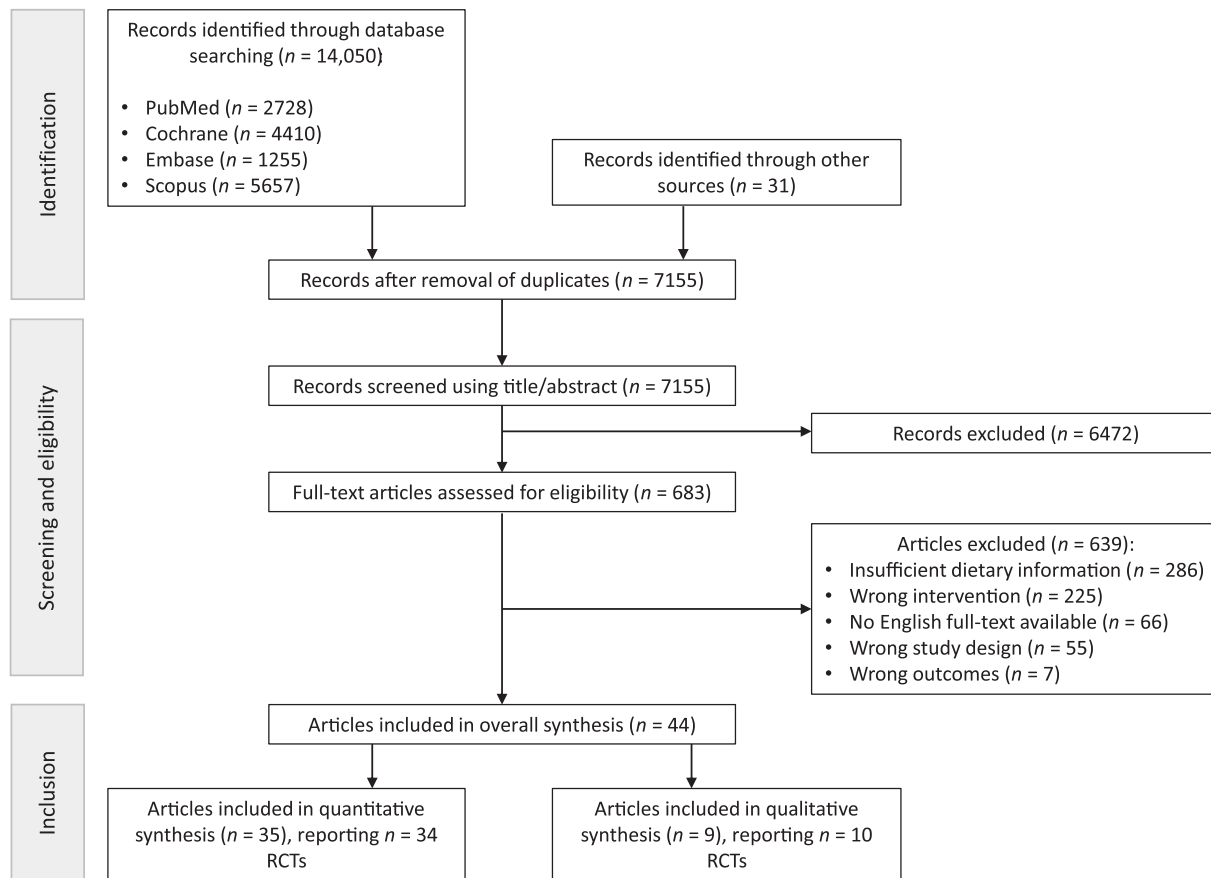 Identification
Records identified through database
searching (n = 14,050):
• PubMed (n = 2728)
• Cochrane (n = 4410)
• Embase (n = 1255)
• Scopus (n = 5657)
Records identified through other
sources (n = 31)
Records after removal of duplicates (n = 7155)
Screening and eligibility
Records screened using title/abstract (n = 7155)
Records excluded (n = 6472)
Full-text articles assessed for eligibility (n = 683)
Articles excluded (n = 639):
• Insufficient dietary information (n = 286)
• Wrong intervention (n = 225)
• No English full-text available (n = 66)
• Wrong study design (n = 55)
• Wrong outcomes (n = 7)
Inclusion
Articles included in overall synthesis (n = 44)
Articles included in quantitative
synthesis (n = 35), reporting n = 34
RCTs
Articles included in qualitative
synthesis (n = 9), reporting n = 10
RCTs